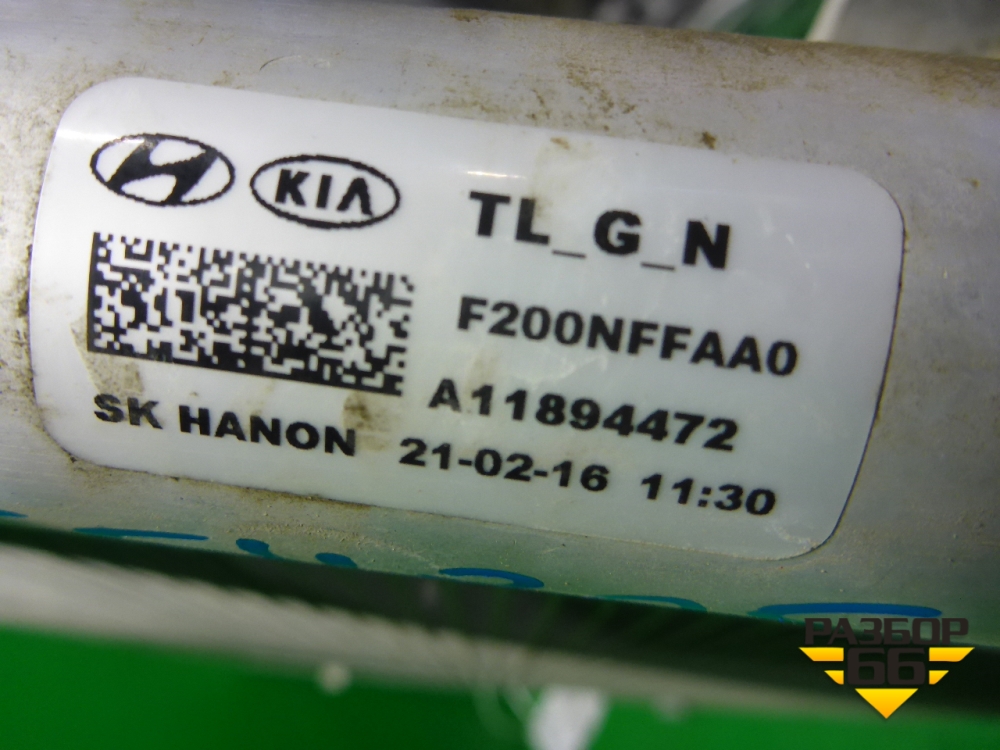 KIA
TL_G_N
F200NFFAA0
A11894472
SK HANON 21-02-16 11:30
РАЗБОР
66